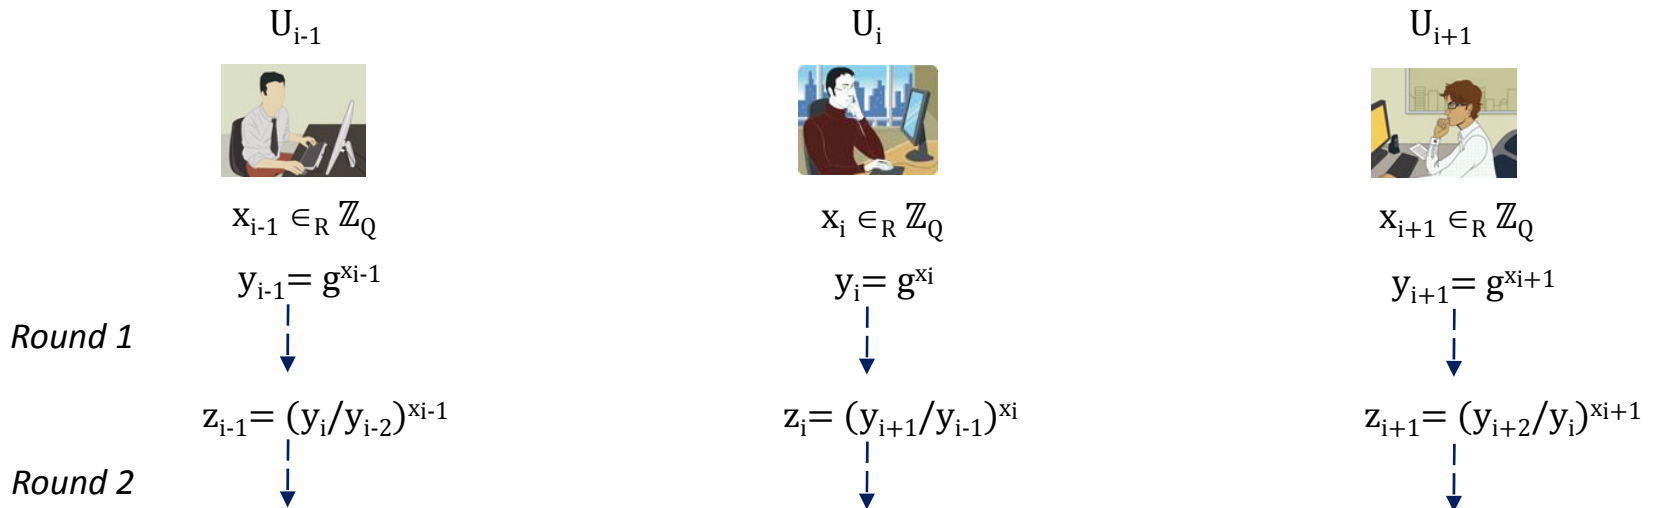 U_{i-1} U_i U_{i+1}
x_{i-1} ∈_R ℤ_Q x_i ∈_R ℤ_Q x_{i+1} ∈_R ℤ_Q
y_{i-1}= g^{x_{i-1}} y_i= g^{x_i} y_{i+1}= g^{x_{i+1}}
Round 1
z_{i-1}= (y_i/y_{i-2})^{x_{i-1}} z_i= (y_{i+1}/y_{i-1})^{x_i} z_{i+1}= (y_{i+2}/y_i)^{x_{i+1}}
Round 2